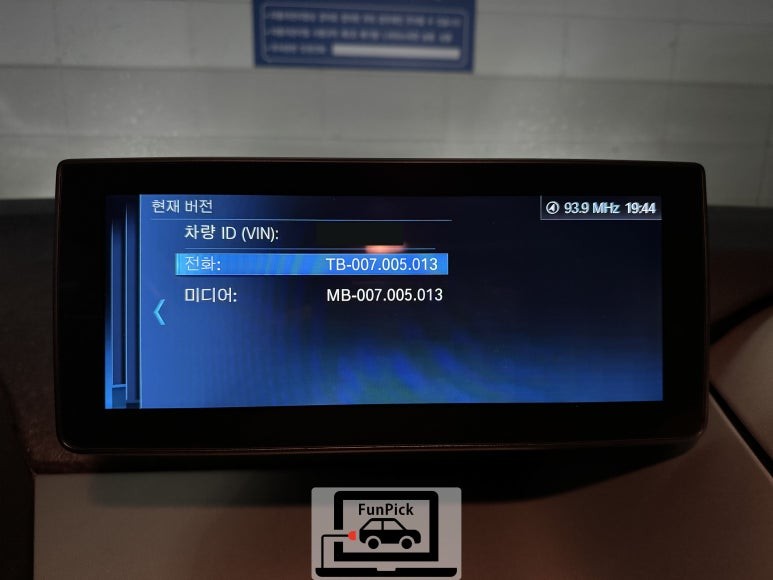 현재 버전
93.9 MHz 19:44
차량 ID (VIN):
전화: TB-007.005.013
미디어: MB-007.005.013
FunPick